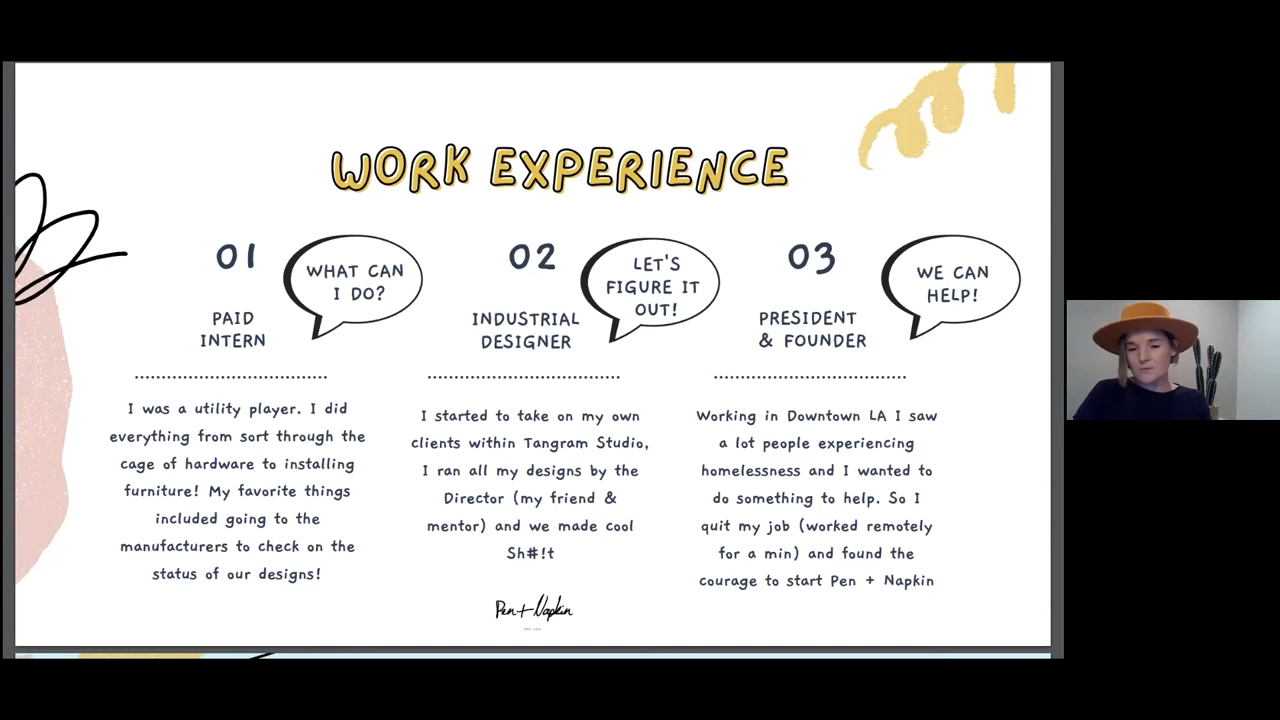 WORK EXPERIENCE
01
WHAT CAN
I DO?
PAID
INTERN
I was a utility player. I did
everything from sort through the
cage of hardware to installing
furniture! My favorite things
included going to the
manufacturers to check on the
status of our designs!
02
LET'S
FIGURE IT
OUT!
INDUSTRIAL
DESIGNER
I started to take on my own
clients within Tangram Studio,
I ran all my designs by the
Director (my friend &
mentor) and we made cool
Sh#!t
03
WE CAN
HELP!
PRESIDENT
& FOUNDER
Working in Downtown LA I saw
a lot people experiencing
homelessness and I wanted to
do something to help. So I
quit my job (worked remotely
for a min) and found the
courage to start Pen + Napkin
Pen + Napkin